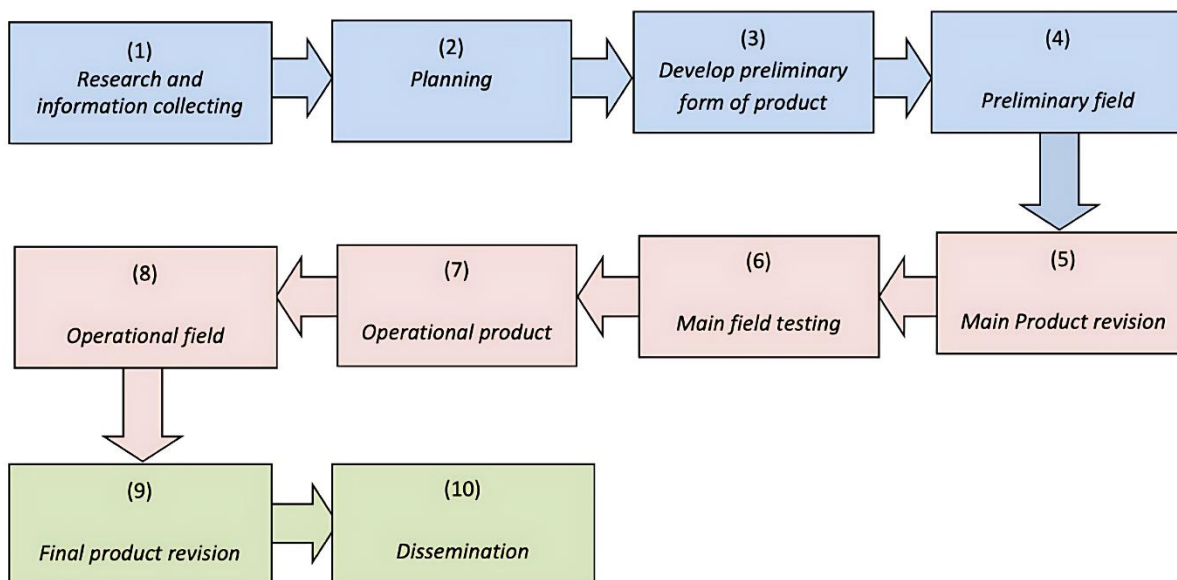 (1)
Research and
information collecting
(2)
Planning
(3)
Develop preliminary
form of product
(4)
Preliminary field
(5)
Main Product revision
(6)
Main field testing
(7)
Operational product
(8)
Operational field
(9)
Final product revision
(10)
Dissemination